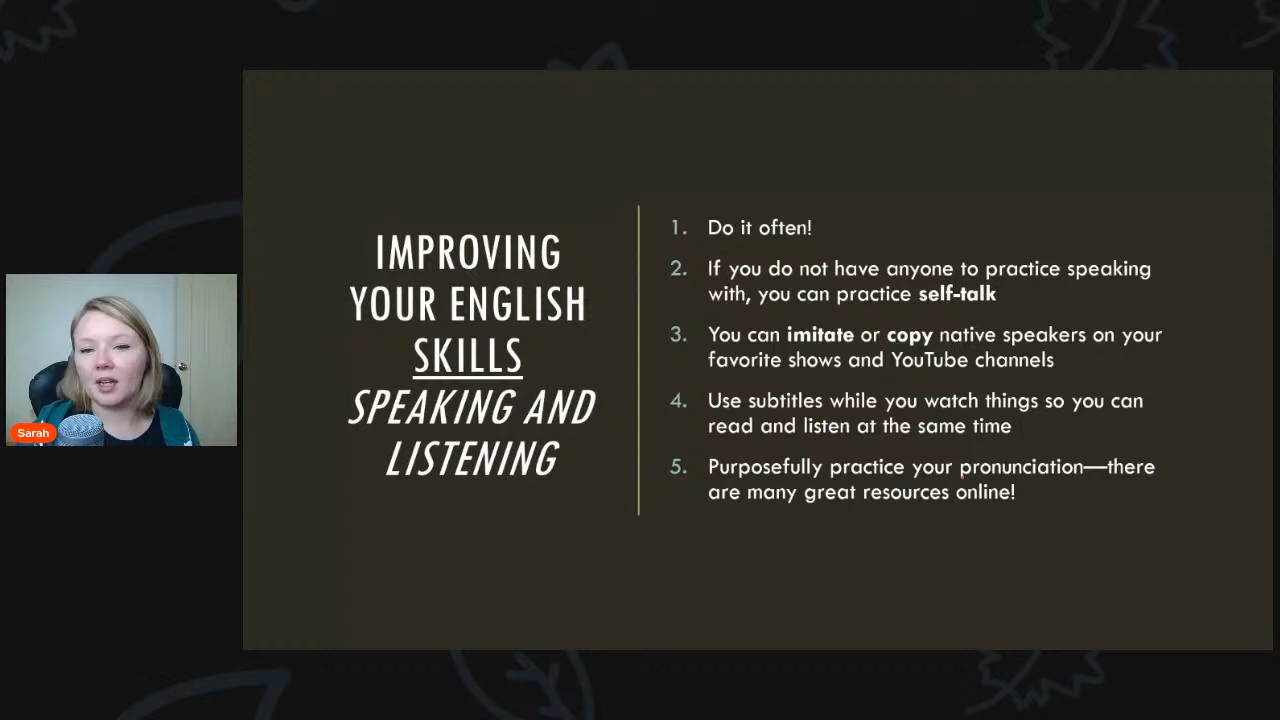 IMPROVING
YOUR ENGLISH
SKILLS
SPEAKING AND
LISTENING
1. Do it often!
2. If you do not have anyone to practice speaking
with, you can practice self-talk
3. You can imitate or copy native speakers on your
favorite shows and YouTube channels
4. Use subtitles while you watch things so you can
read and listen at the same time
5. Purposefully practice your pronunciation—there
are many great resources online!
Sarah